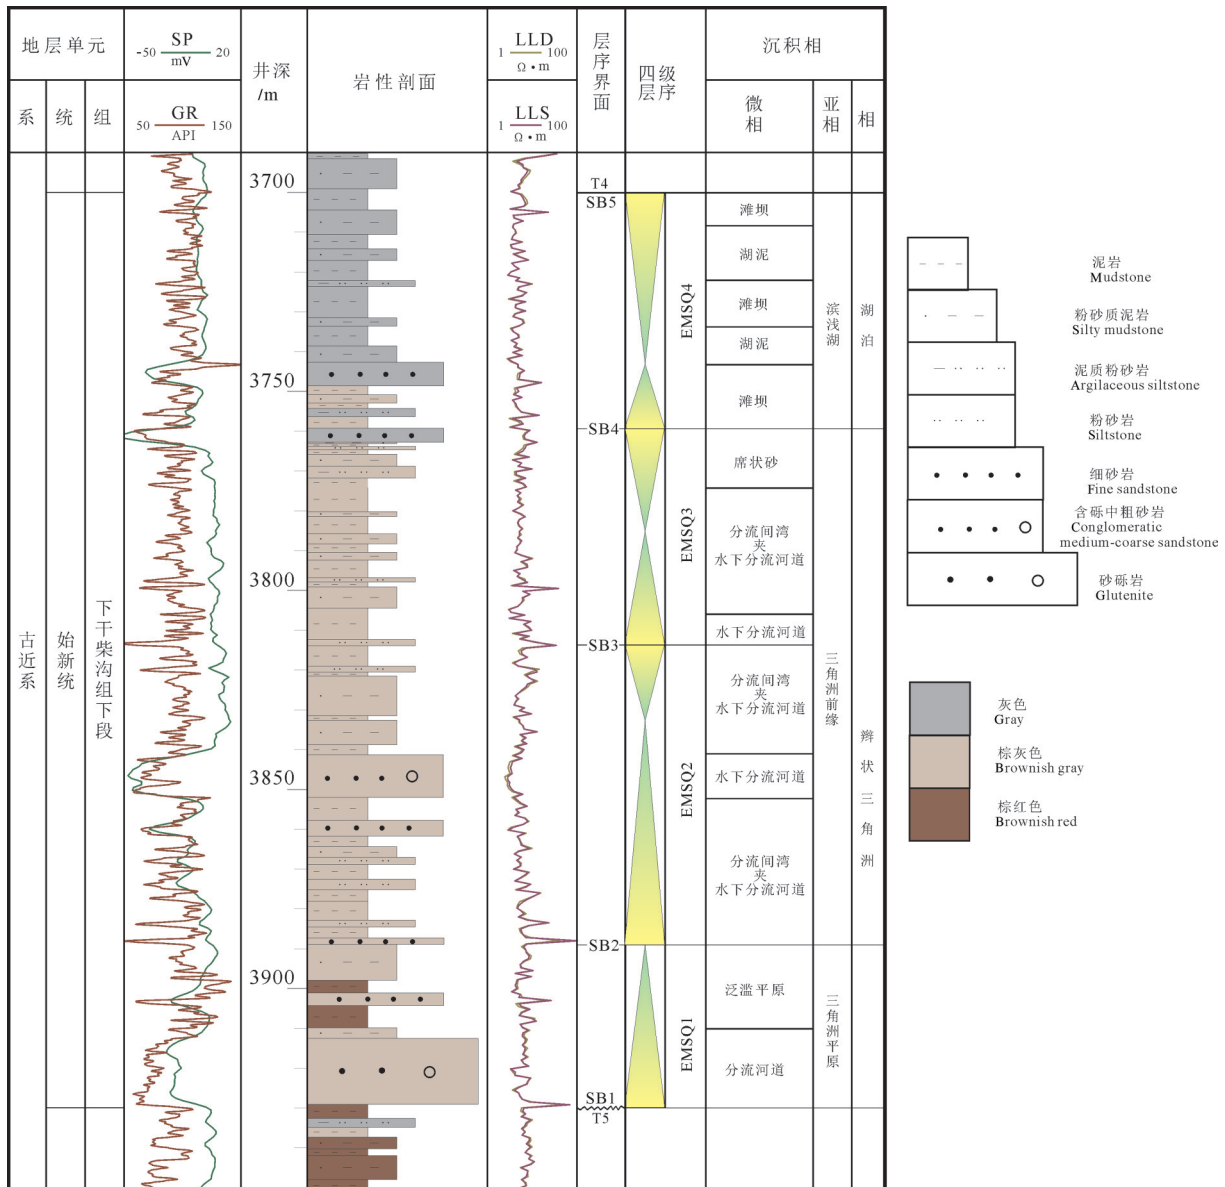 地层单元
系
统
组
SP
-50
20
mV
GR
50
150
API
井深
/m
岩性剖面
LLD
1
100
Ω•m
LLS
1
100
Ω•m
层序界面
四级
层序
沉积相
微相
亚相
相
古近系
始新统
下干柴沟组下段
3700
3750
3800
3850
3900
T4
SB5
SB4
SB3
SB2
SB1
T5
EMSQ4
EMSQ3
EMSQ2
EMSQ1
滩坝
湖泥
滩坝
湖泥
滩坝
席状砂
分流间湾
夹
水下分流河道
水下分流河道
分流间湾
夹
水下分流河道
水下分流河道
分流间湾
夹
水下分流河道
泛滥平原
分流河道
滨浅湖
三角洲前缘
三角洲平原
湖泊
辫状三角洲
泥岩
Mudstone
粉砂质泥岩
Silty mudstone
泥质粉砂岩
Argilaceous siltstone
粉砂岩
Siltstone
细砂岩
Fine sandstone
含砾中粗砂岩
Conglomeratic
medium-coarse sandstone
砂砾岩
Glutenite
灰色
Gray
棕灰色
Brownish gray
棕红色
Brownish red